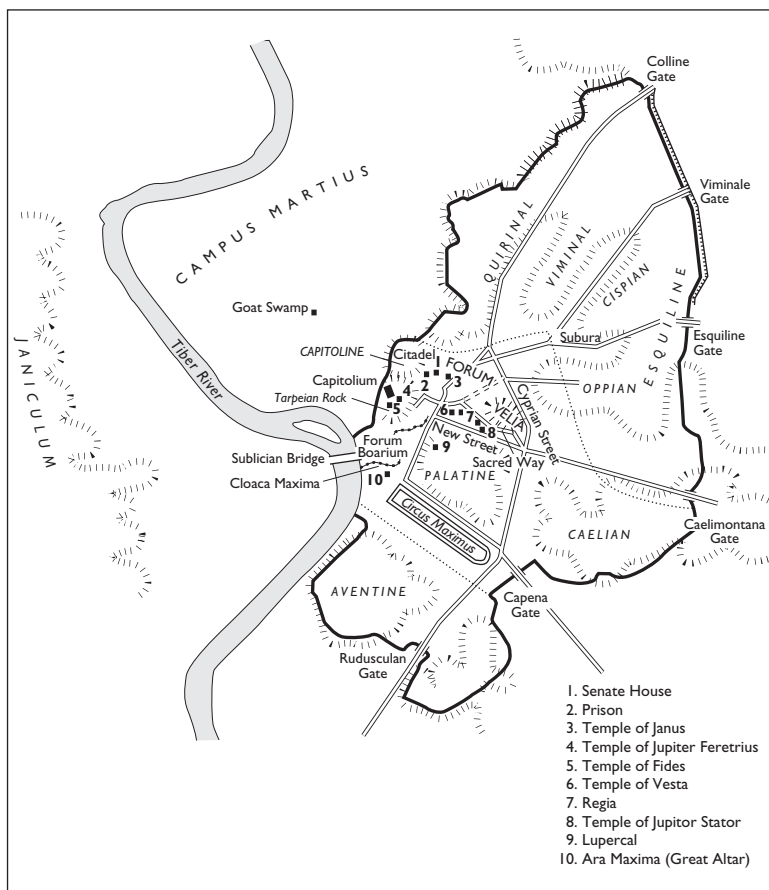 Colline
Gate
Viminale
Gate
CAMPUS MARTIUS
QUIRINAL
VIMINAL
CISPIAN
ESQUILINE
Goat Swamp
JANICULUM
Tiber River
CAPITOLINE
Citadel
1
2
3
FORUM
Subura
Esquiline
Gate
Capitolium
4
5
Tarpeian Rock
OPPIAN
6
7
VELIA
8
Cyprian Street
New Street
Sacred Way
9
Forum
Boarium
Sublician Bridge
Cloaca Maxima
10
PALATINE
Circus Maximus
CAELIAN
Caelimontana
Gate
AVENTINE
Capena
Gate
Ruduscan
Gate
1. Senate House
2. Prison
3. Temple of Janus
4. Temple of Jupiter Feretrius
5. Temple of Fides
6. Temple of Vesta
7. Regia
8. Temple of Jupitor Stator
9. Lupercal
10. Ara Maxima (Great Altar)